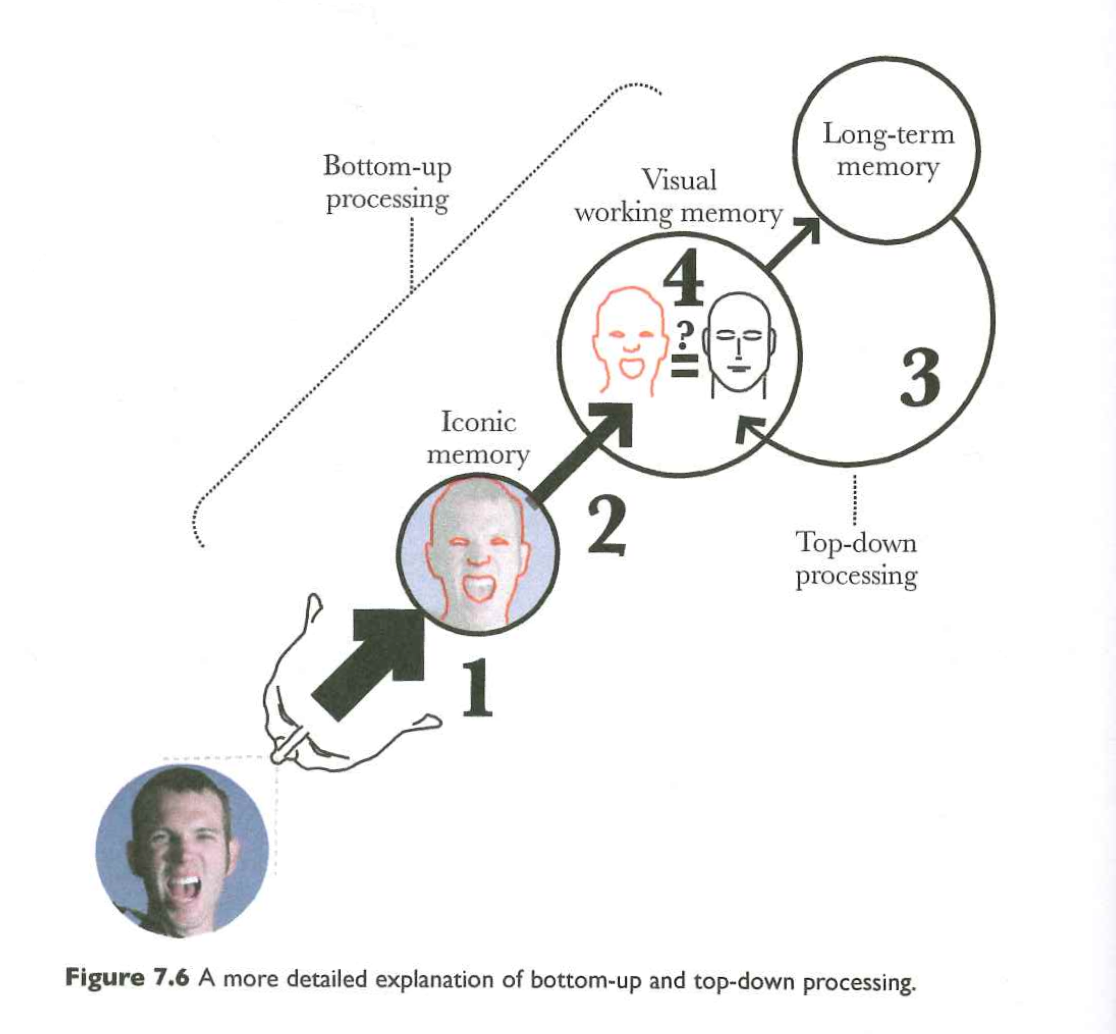 Long-term
memory
Bottom-up
processing
Visual
working memory
4
?
=
3
Iconic
memory
2
Top-down
processing
1
Figure 7.6 A more detailed explanation of bottom-up and top-down processing.